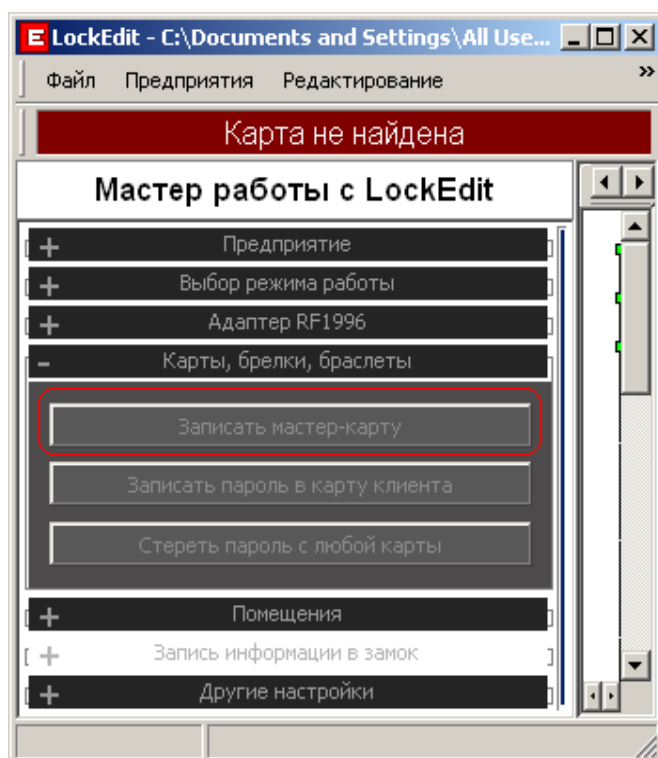 LockEdit - C:\Documents and Settings\All Use...
Файл Предприятия Редактирование »
Карта не найдена
Мастер работы с LockEdit
+ Предприятие
+ Выбор режима работы
+ Адаптер RF1996
- Карты, брелки, браслеты
Записать мастер-карту
Записать пароль в карту клиента
Стереть пароль с любой карты
+ Помещения
+ Запись информации в замок
+ Другие настройки